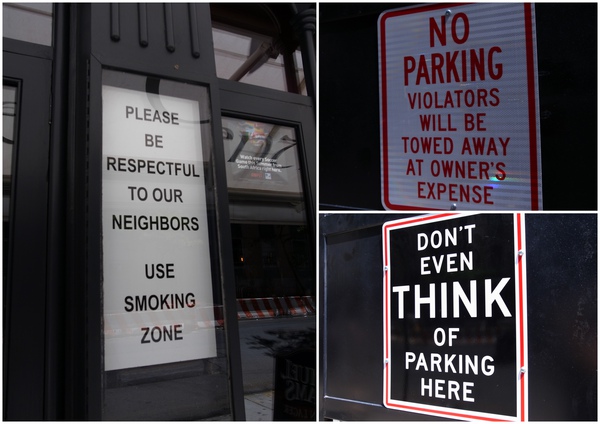 PLEASE
BE
RESPECTFUL
TO OUR
NEIGHBORS
USE
SMOKING
ZONE
NO
PARKING
VIOLATORS
WILL BE
TOWED AWAY
AT OWNER'S
EXPENSE
DON'T
EVEN
THINK
OF
PARKING
HERE